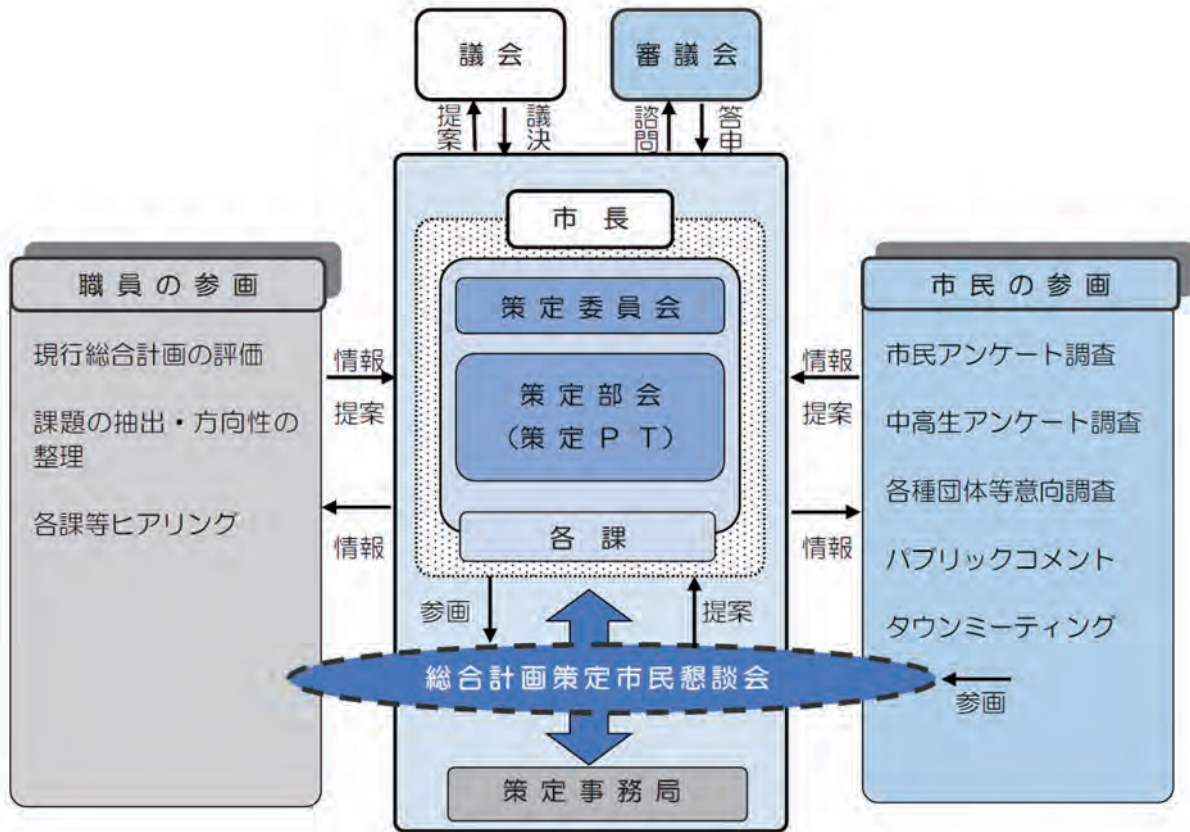 議会
審議会
提案
議決
諮問
答申
市長
職員の参画
現行総合計画の評価
課題の抽出・方向性の
整理
各課等ヒアリング
情報
提案
情報
策定委員会
策定部会
(策定PT)
各課
情報
提案
情報
市民の参画
市民アンケート調査
中高生アンケート調査
各種団体等意向調査
パブリックコメント
タウンミーティング
参画
提案
総合計画策定市民懇談会
参画
策定事務局